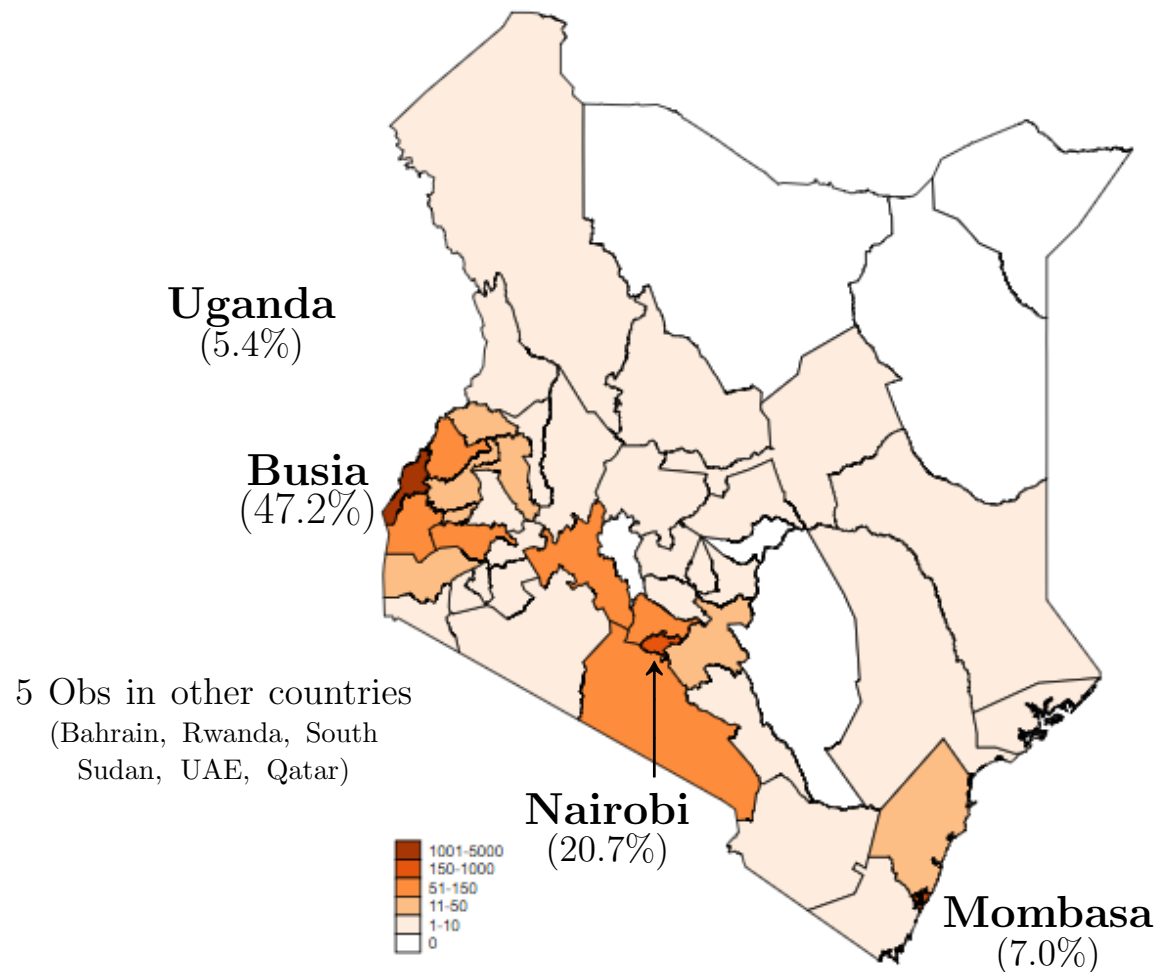 Uganda
(5.4%)
Busia
(47.2%)
5 Obs in other countries
(Bahrain, Rwanda, South
Sudan, UAE, Qatar)
Nairobi
(20.7%)
Mombasa
(7.0%)
1001-5000
150-1000
51-150
11-50
1-10
0